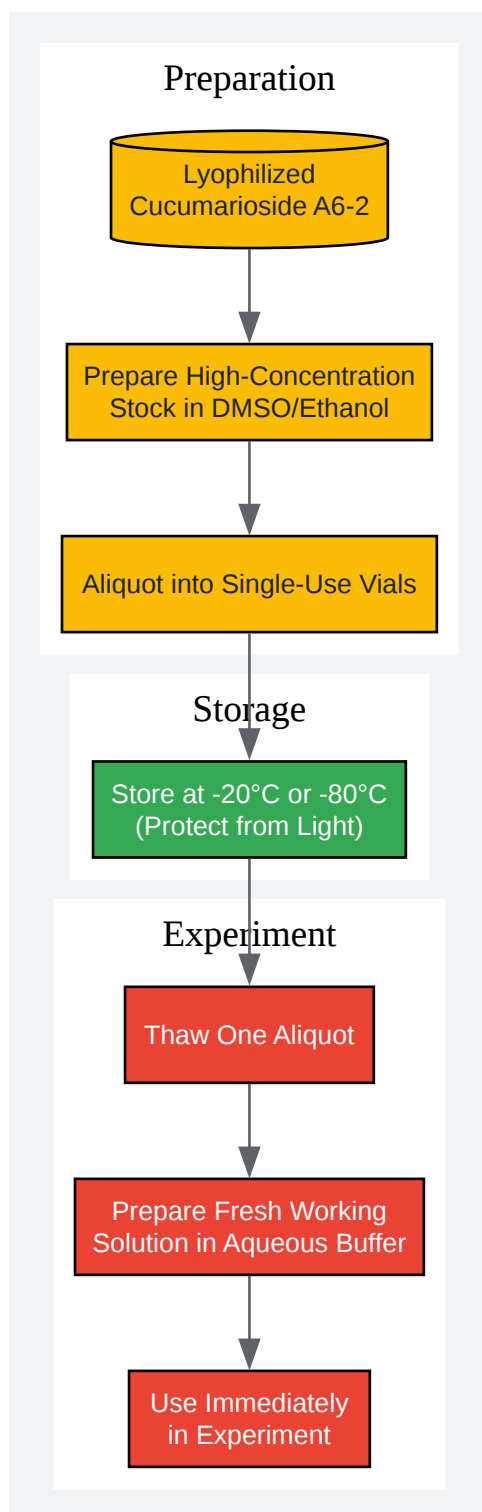 Preparation
Lyophilized
Cucumarioside A6-2
Prepare High-Concentration
Stock in DMSO/Ethanol
Aliquot into Single-Use Vials
Storage
Store at -20°C or -80°C
(Protect from Light)
Experiment
Thaw One Aliquot
Prepare Fresh Working
Solution in Aqueous Buffer
Use Immediately
in Experiment